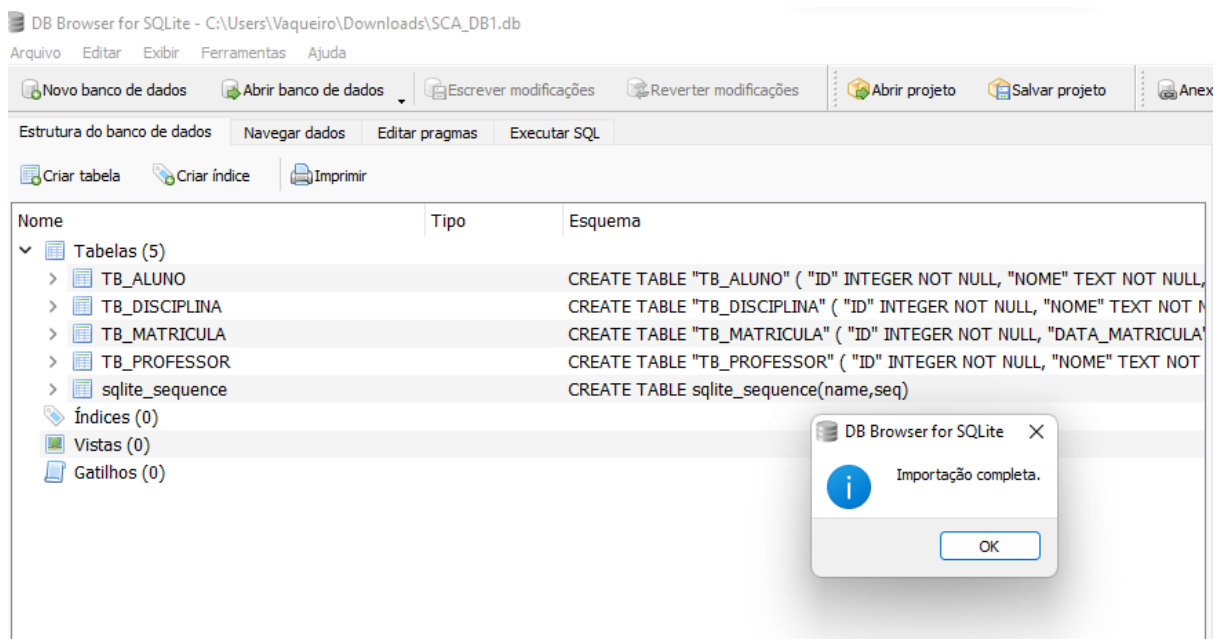 DB Browser for SQLite - C:\Users\Vaqueiro\Downloads\SCA_DB1.db
Arquivo Editar Exibir Ferramentas Ajuda
Novo banco de dados Abrir banco de dados Escrever modificações Reverter modificações Abrir projeto Salvar projeto Anex
Estrutura do banco de dados Navegar dados Editar pragmas Executar SQL
Criar tabela Criar índice Imprimir
Nome Tipo Esquema
Tabelas (5)
TB_ALUNO CREATE TABLE "TB_ALUNO" ( "ID" INTEGER NOT NULL, "NOME" TEXT NOT NULL,
TB_DISCIPLINA CREATE TABLE "TB_DISCIPLINA" ( "ID" INTEGER NOT NULL, "NOME" TEXT NOT N
TB_MATRICULA CREATE TABLE "TB_MATRICULA" ( "ID" INTEGER NOT NULL, "DATA_MATRICULA"
TB_PROFESSOR CREATE TABLE "TB_PROFESSOR" ( "ID" INTEGER NOT NULL, "NOME" TEXT NOT
sqlite_sequence CREATE TABLE sqlite_sequence(name,seq)
Índices (0)
Vistas (0)
Gatilhos (0)
DB Browser for SQLite
Importação completa.
OK